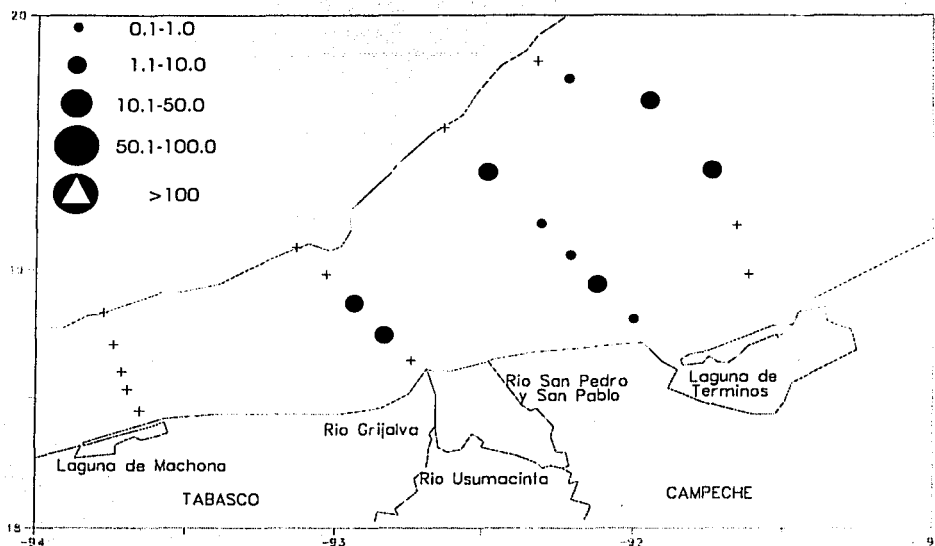 20
0.1-1.0
1.1-10.0
10.1-50.0
50.1-100.0
>100
19
Rio San Pedro
y San Pablo
Laguna de
Terminos
Rio Grijalva
Laguna de Machona
Rio Usumacinta
TABASCO
CAMPECHE
18
-94
-93
-92
9